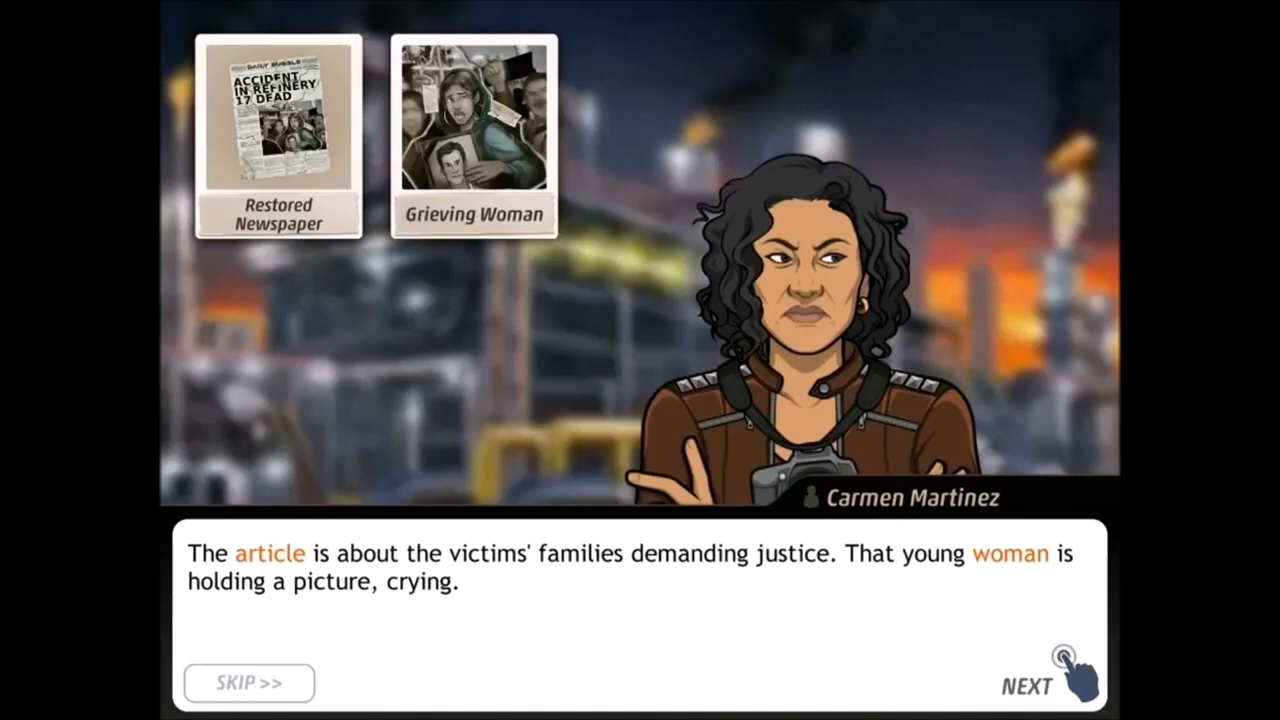 DAILY BUGGLE
ACCIDENT
IN REFINERY
17 DEAD
Restored
Newspaper
Grieving Woman
Carmen Martinez
The article is about the victims' families demanding justice. That young woman is
holding a picture, crying.
SKIP >>
NEXT